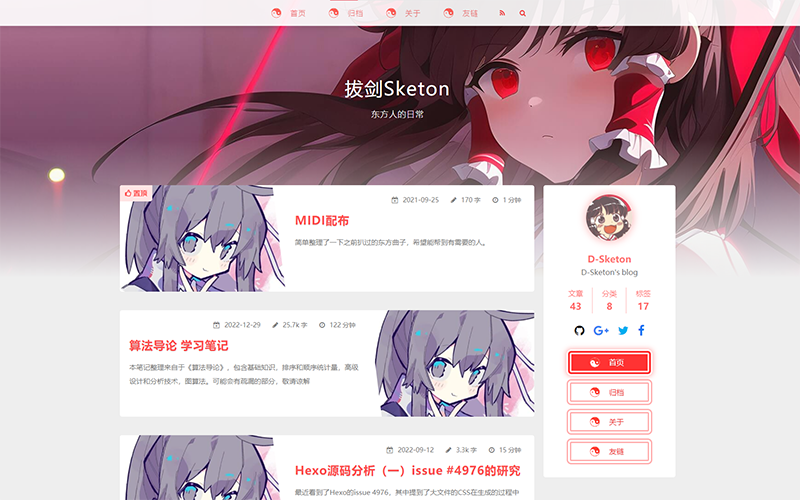 首页 归档 关于 友链
拔剑Sketon
东方人的日常
置顶
2021-09-25 170 字 1 分钟
MIDI配布
简单整理了一下之前扒过的东方曲子，希望能帮到有需要的人。
2022-12-29 25.7k 字 122 分钟
算法导论 学习笔记
本笔记整理来自于《算法导论》，包含基础知识、排序和顺序统计量、高级
设计和分析技术、图算法。可能会有疏漏的部分，敬请谅解
2022-09-12 3.3k 字 15 分钟
Hexo源码分析（一）issue #4976的研究
最近看到了Hexo的issue 4976，其中提到了大文件的CSS在生成的过程中
D-Sketon
D-Sketon's blog
文章 分类 标签
43 8 17
首页
归档
关于
友链